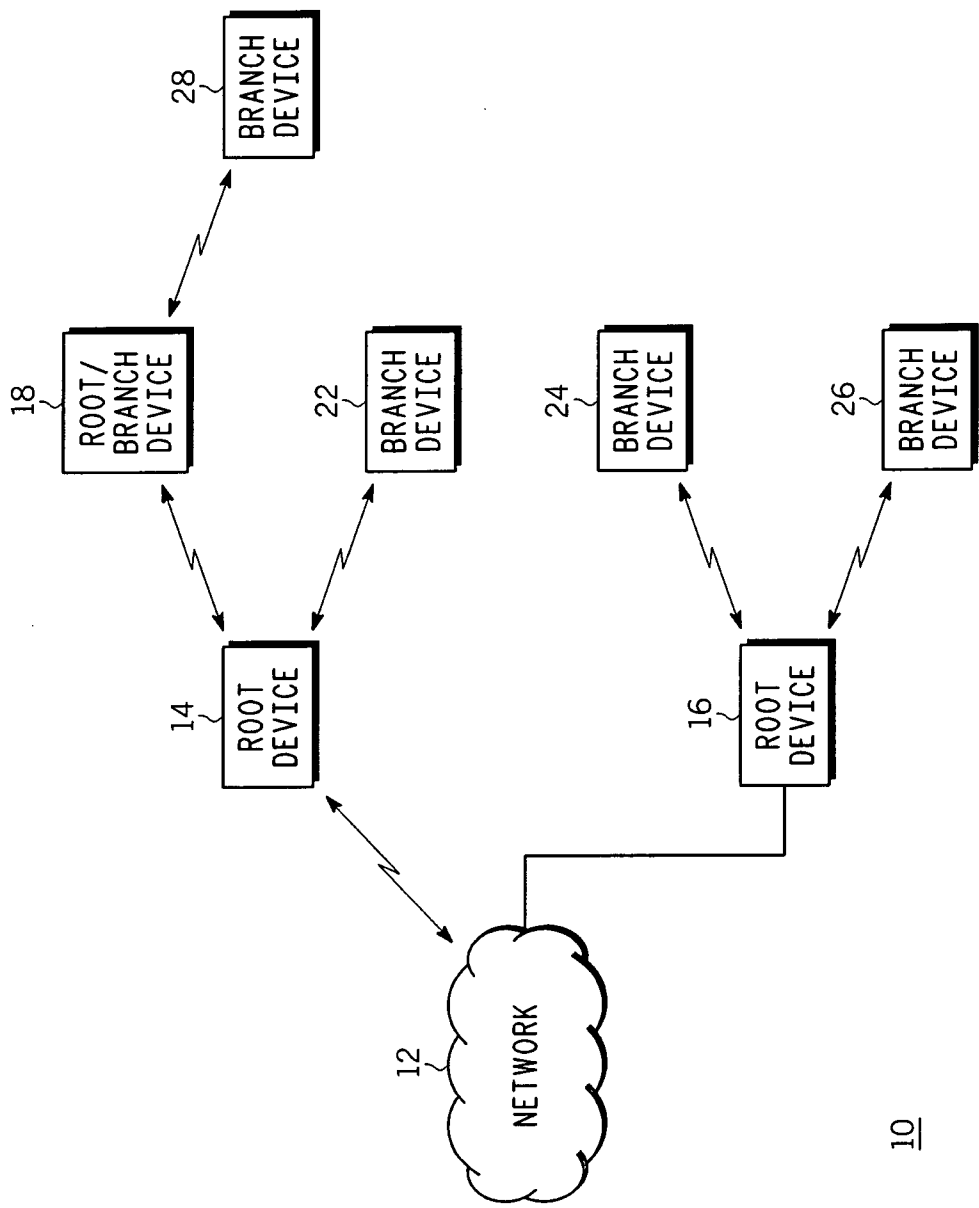 12
NETWORK
14
ROOT
DEVICE
16
ROOT
DEVICE
18
ROOT/
BRANCH
DEVICE
22
BRANCH
DEVICE
24
BRANCH
DEVICE
26
BRANCH
DEVICE
28
BRANCH
DEVICE
10